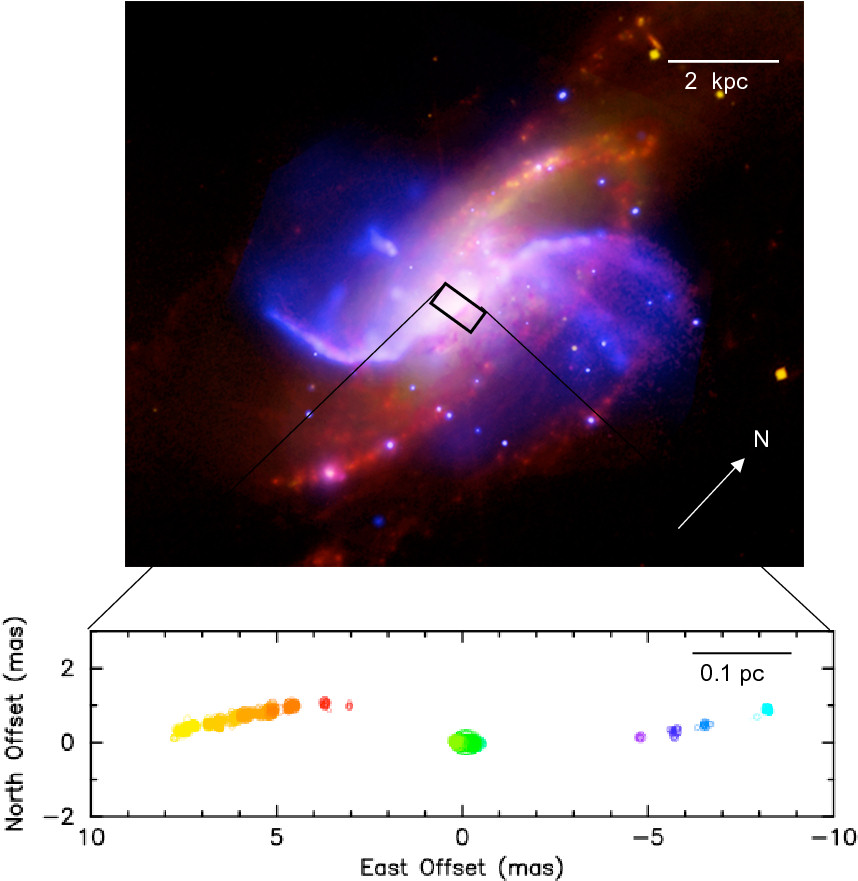 2 kpc
N
North Offset (mas)
2
0
−2
0.1 pc
10
5
0
−5
−10
East Offset (mas)